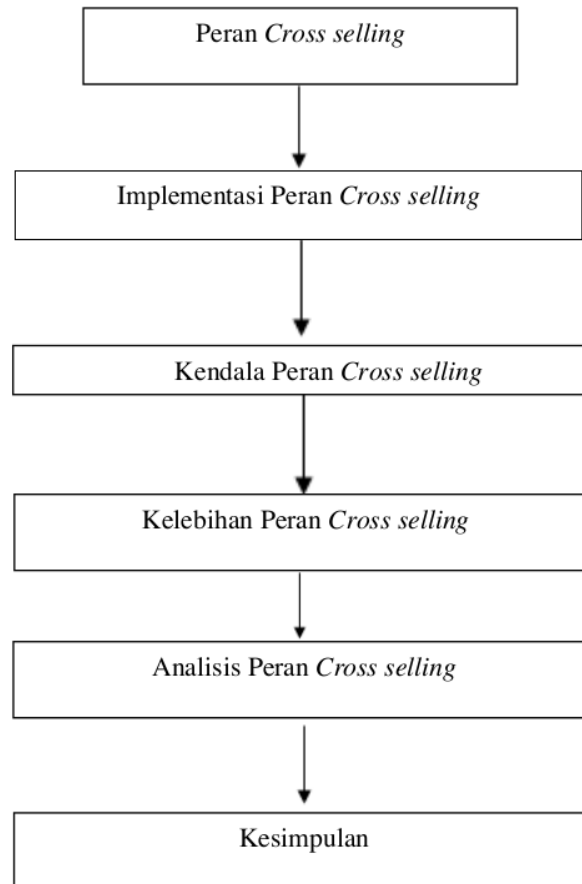 Peran Cross selling
Implementasi Peran Cross selling
Kendala Peran Cross selling
Kelebihan Peran Cross selling
Analisis Peran Cross selling
Kesimpulan